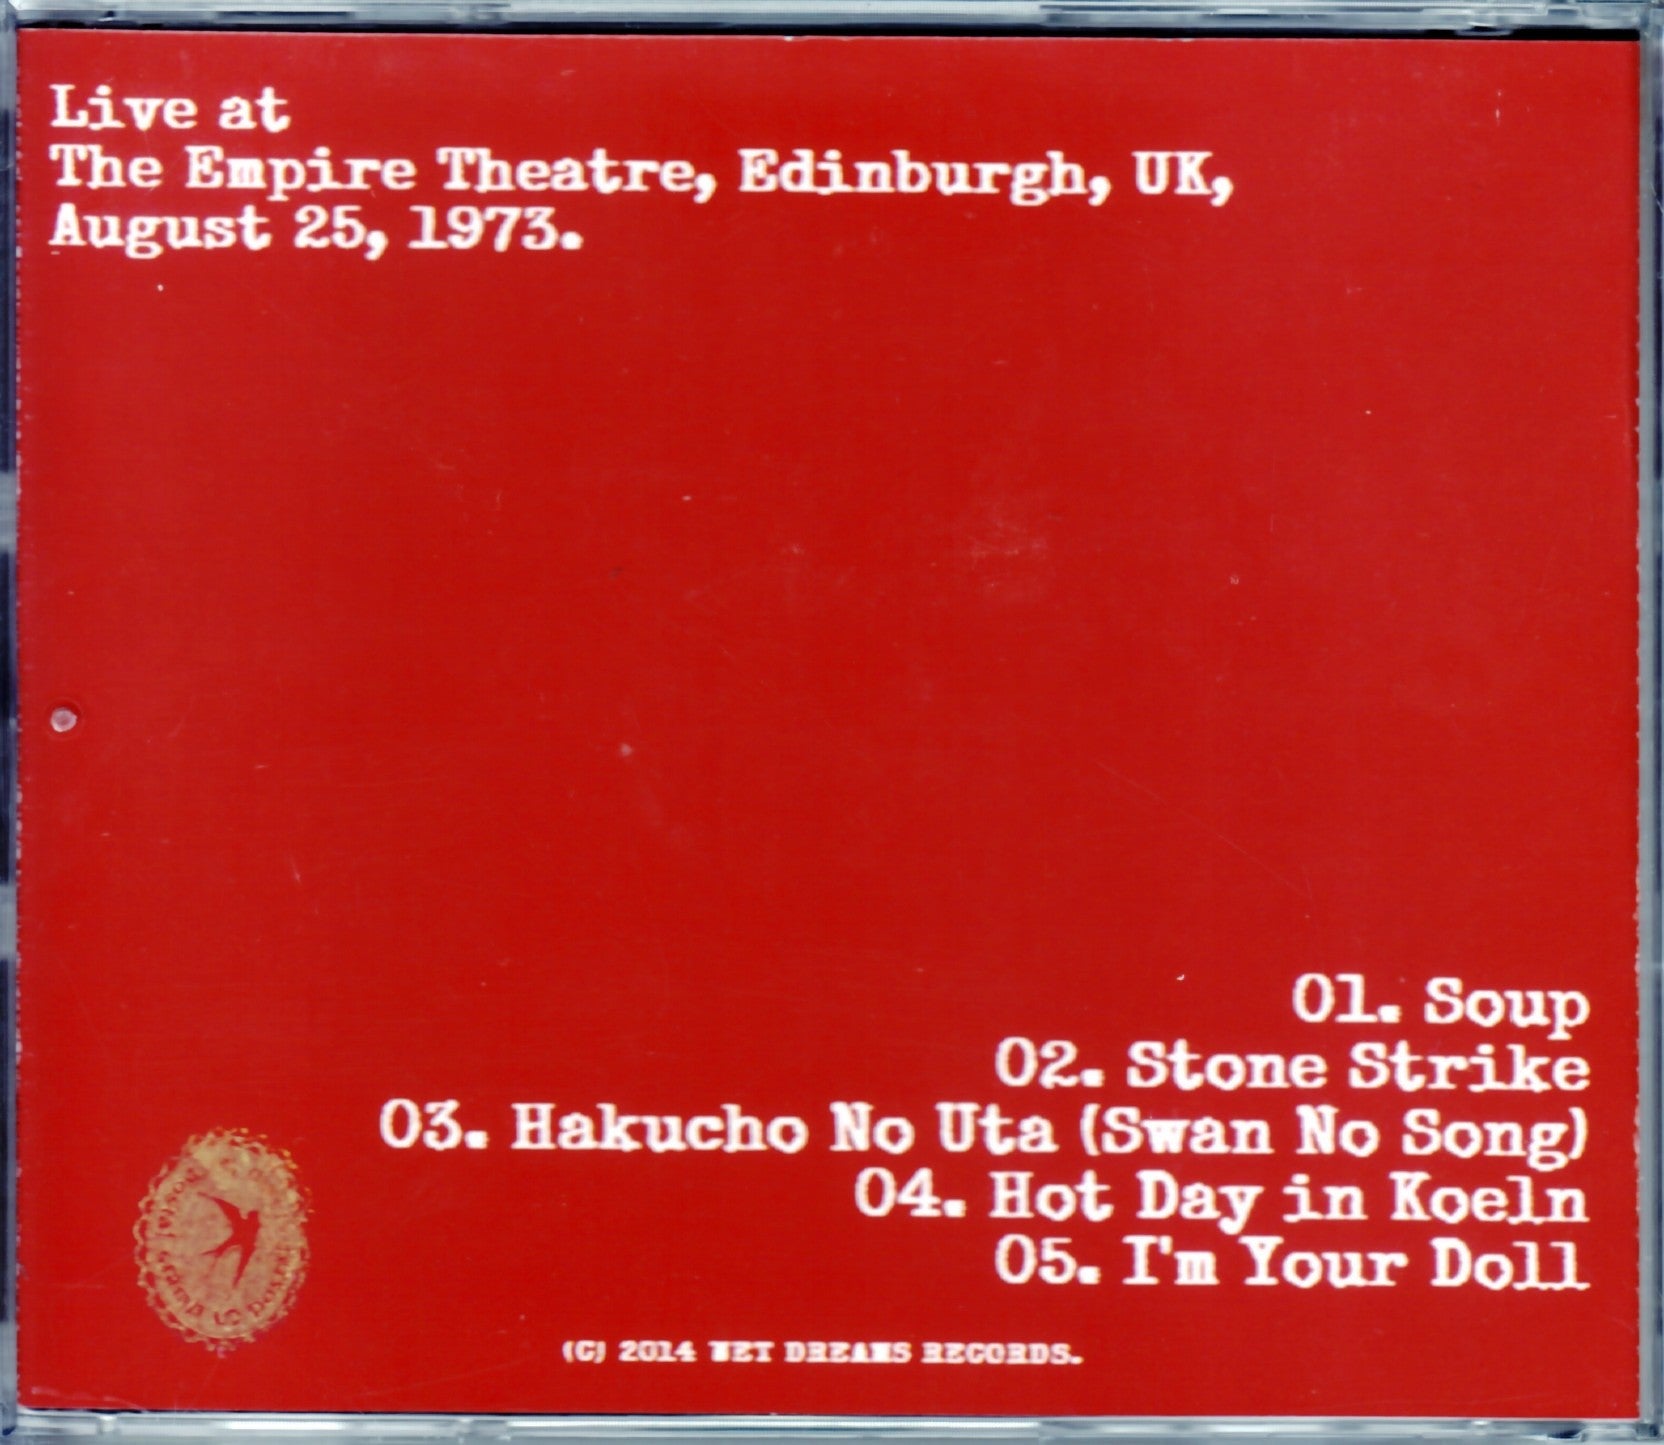 Live at
The Empire Theatre, Edinburgh, UK,
August 25, 1973.
01. Soup
02. Stone Strike
03. Hakucho No Uta (Swan No Song)
04. Hot Day in Koeln
05. I'm Your Doll
(C) 2014 WET DREAMS RECORDS.